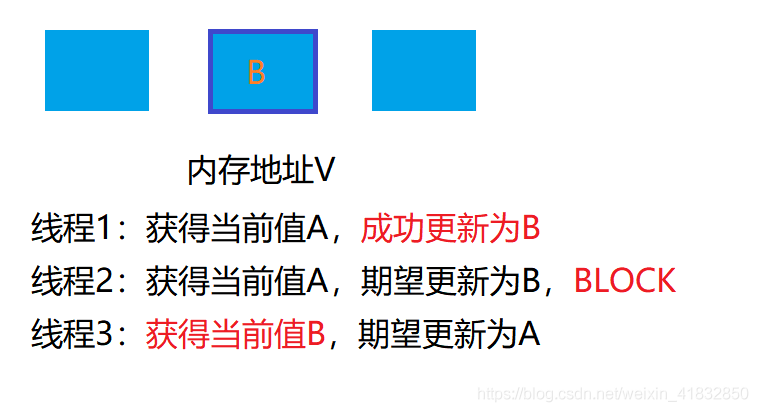 B
内存地址V
线程1：获得当前值A，成功更新为B
线程2：获得当前值A，期望更新为B，BLOCK
线程3：获得当前值B，期望更新为A
https://blog.csdn.net/weixin_41832850